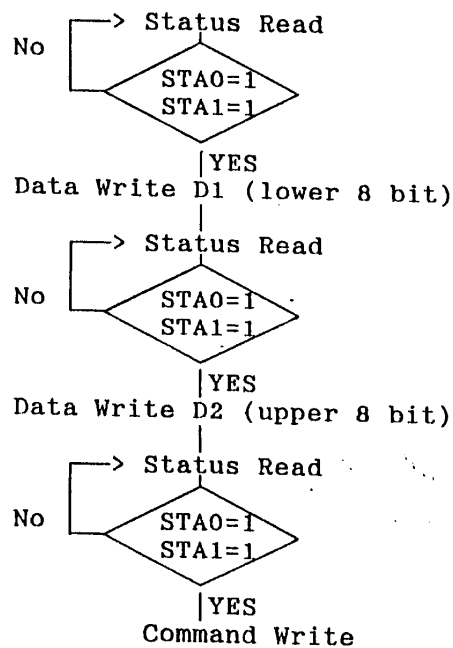 Status Read
No
STA0=1
STA1=1
YES
Data Write D1 (lower 8 bit)
Status Read
No
STA0=1
STA1=1
YES
Data Write D2 (upper 8 bit)
Status Read
No
STA0=1
STA1=1
YES
Command Write